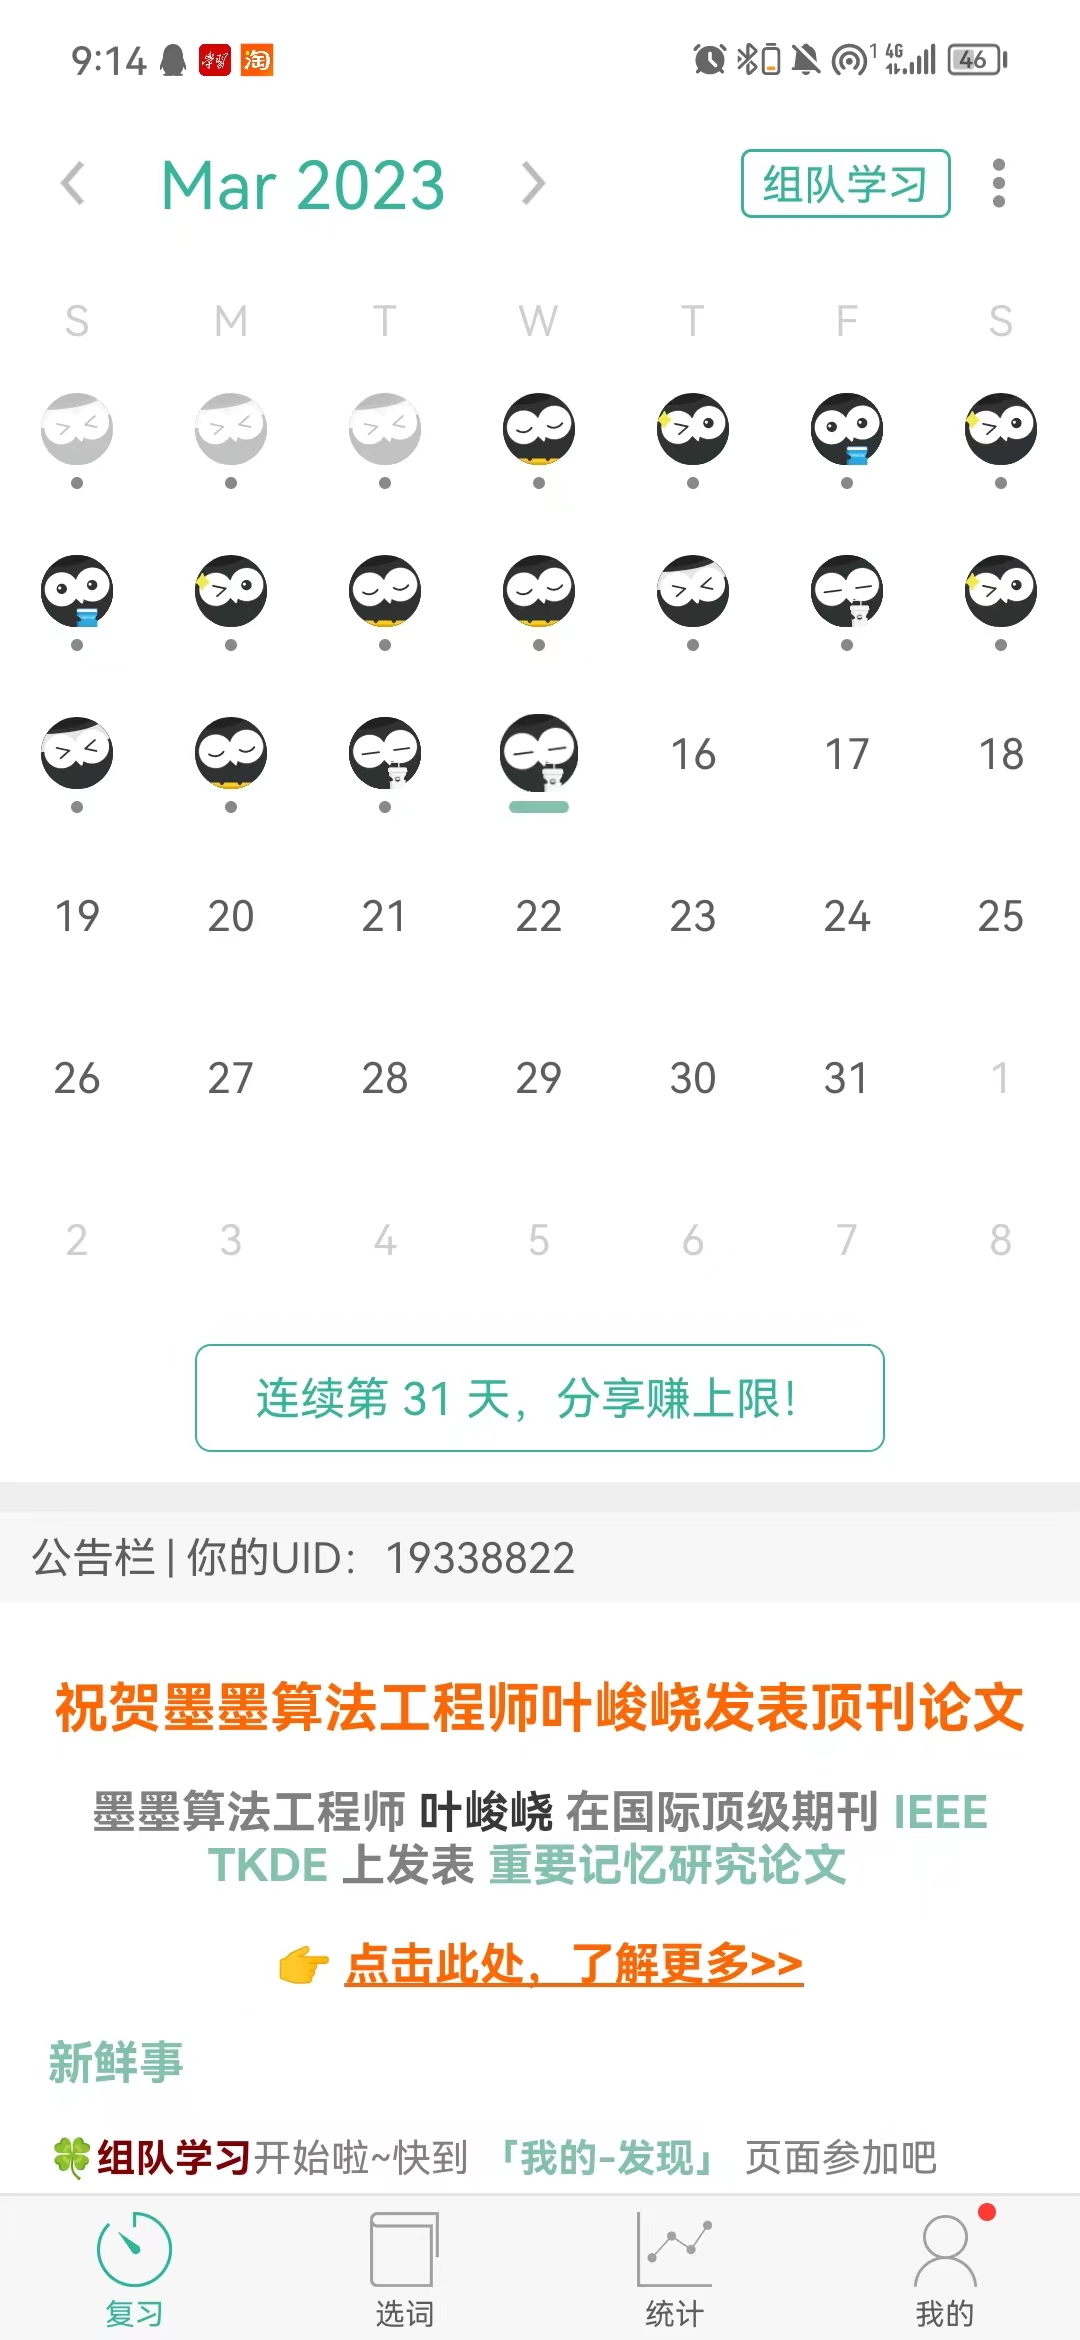 9:14 学习 淘 1 4G 46
Mar 2023 组队学习
S M T W T F S
16 17 18
19 20 21 22 23 24 25
26 27 28 29 30 31 1
2 3 4 5 6 7 8
连续第 31 天，分享赚上限！
公告栏 | 你的UID： 19338822
祝贺墨墨算法工程师叶峻峣发表顶刊论文
墨墨算法工程师 叶峻峣 在国际顶级期刊 IEEE
TKDE 上发表 重要记忆研究论文
👉 点击此处，了解更多>>
新鲜事
🍀组队学习开始啦~快到 「我的-发现」 页面参加吧
复习 选词 统计 我的